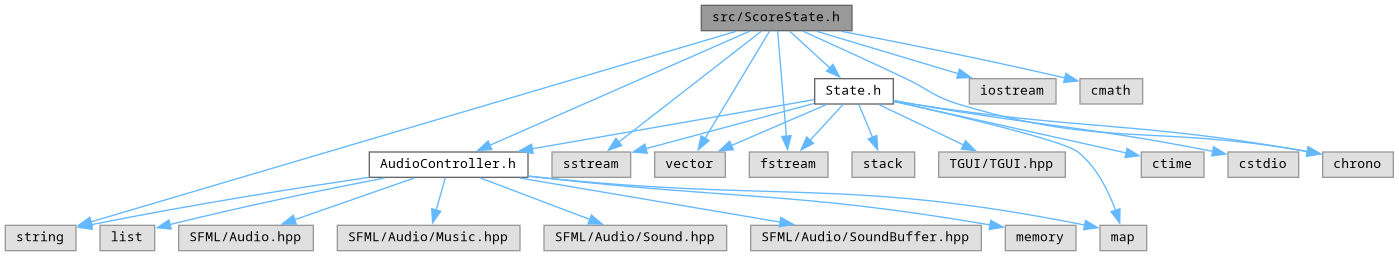 src/ScoreState.h
State.h
iostream
cmath
AudioController.h
sstream
vector
fstream
stack
TGUI/TGUI.hpp
ctime
cstdio
chrono
string
list
SFML/Audio.hpp
SFML/Audio/Music.hpp
SFML/Audio/Sound.hpp
SFML/Audio/SoundBuffer.hpp
memory
map